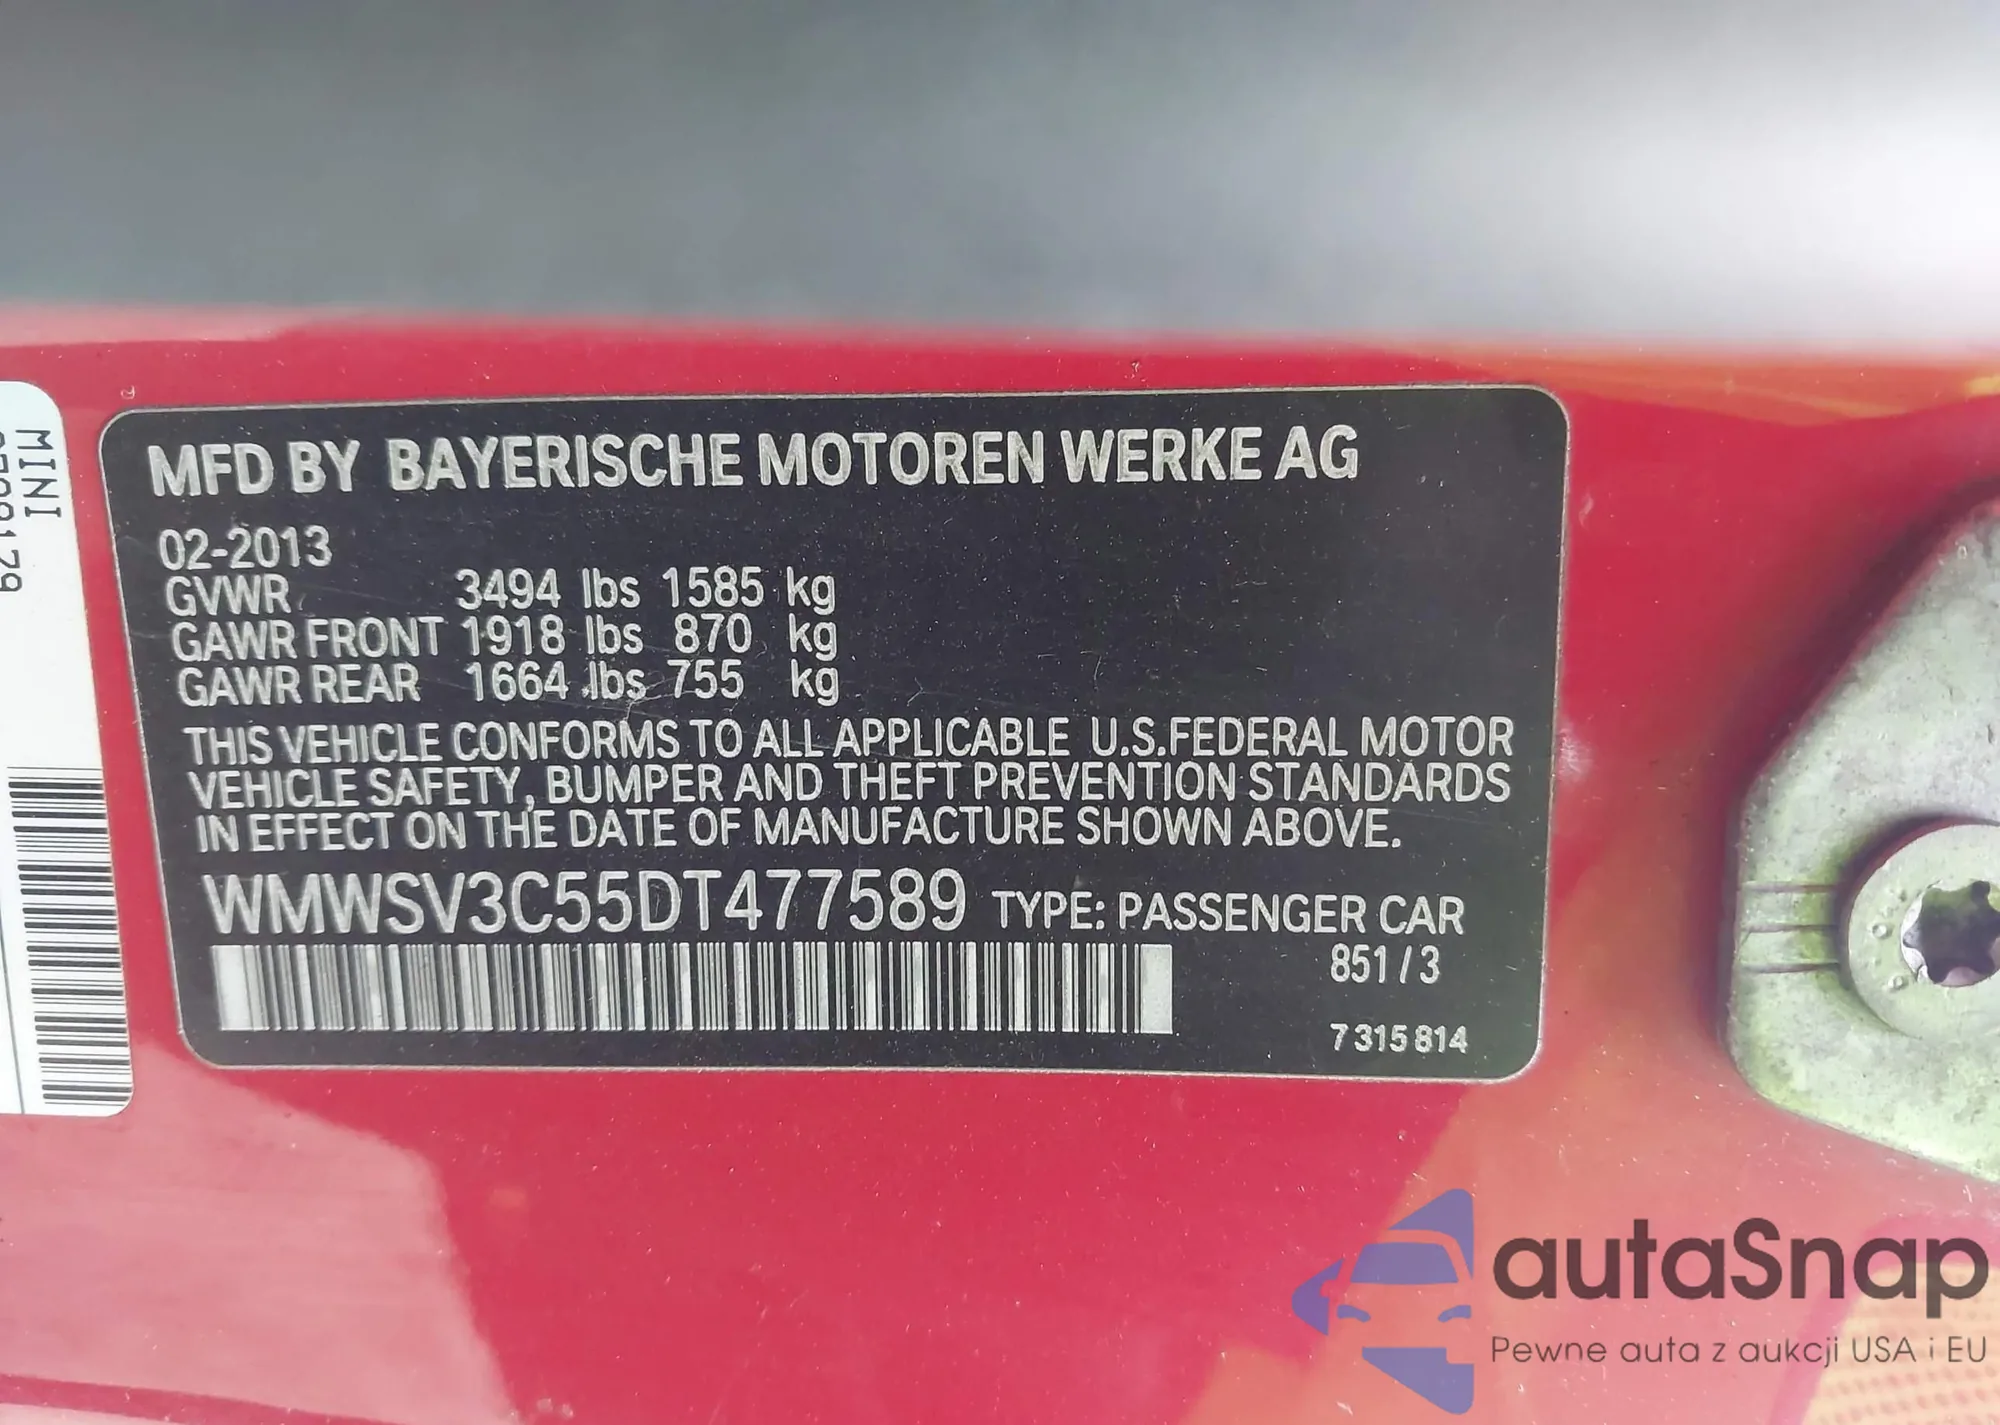 MINI
MFD BY BAYERISCHE MOTOREN WERKE AG
02-2013
GVWR 3494 lbs 1585 kg
GAWR FRONT 1918 lbs 870 kg
GAWR REAR 1664 lbs 755 kg
THIS VEHICLE CONFORMS TO ALL APPLICABLE U.S.FEDERAL MOTOR
VEHICLE SAFETY, BUMPER AND THEFT PREVENTION STANDARDS
IN EFFECT ON THE DATE OF MANUFACTURE SHOWN ABOVE.
WMWSV3C55DT477589 TYPE: PASSENGER CAR
851/3
7 315 814
autaSnap
Pewne auta z aukcji USA i EU